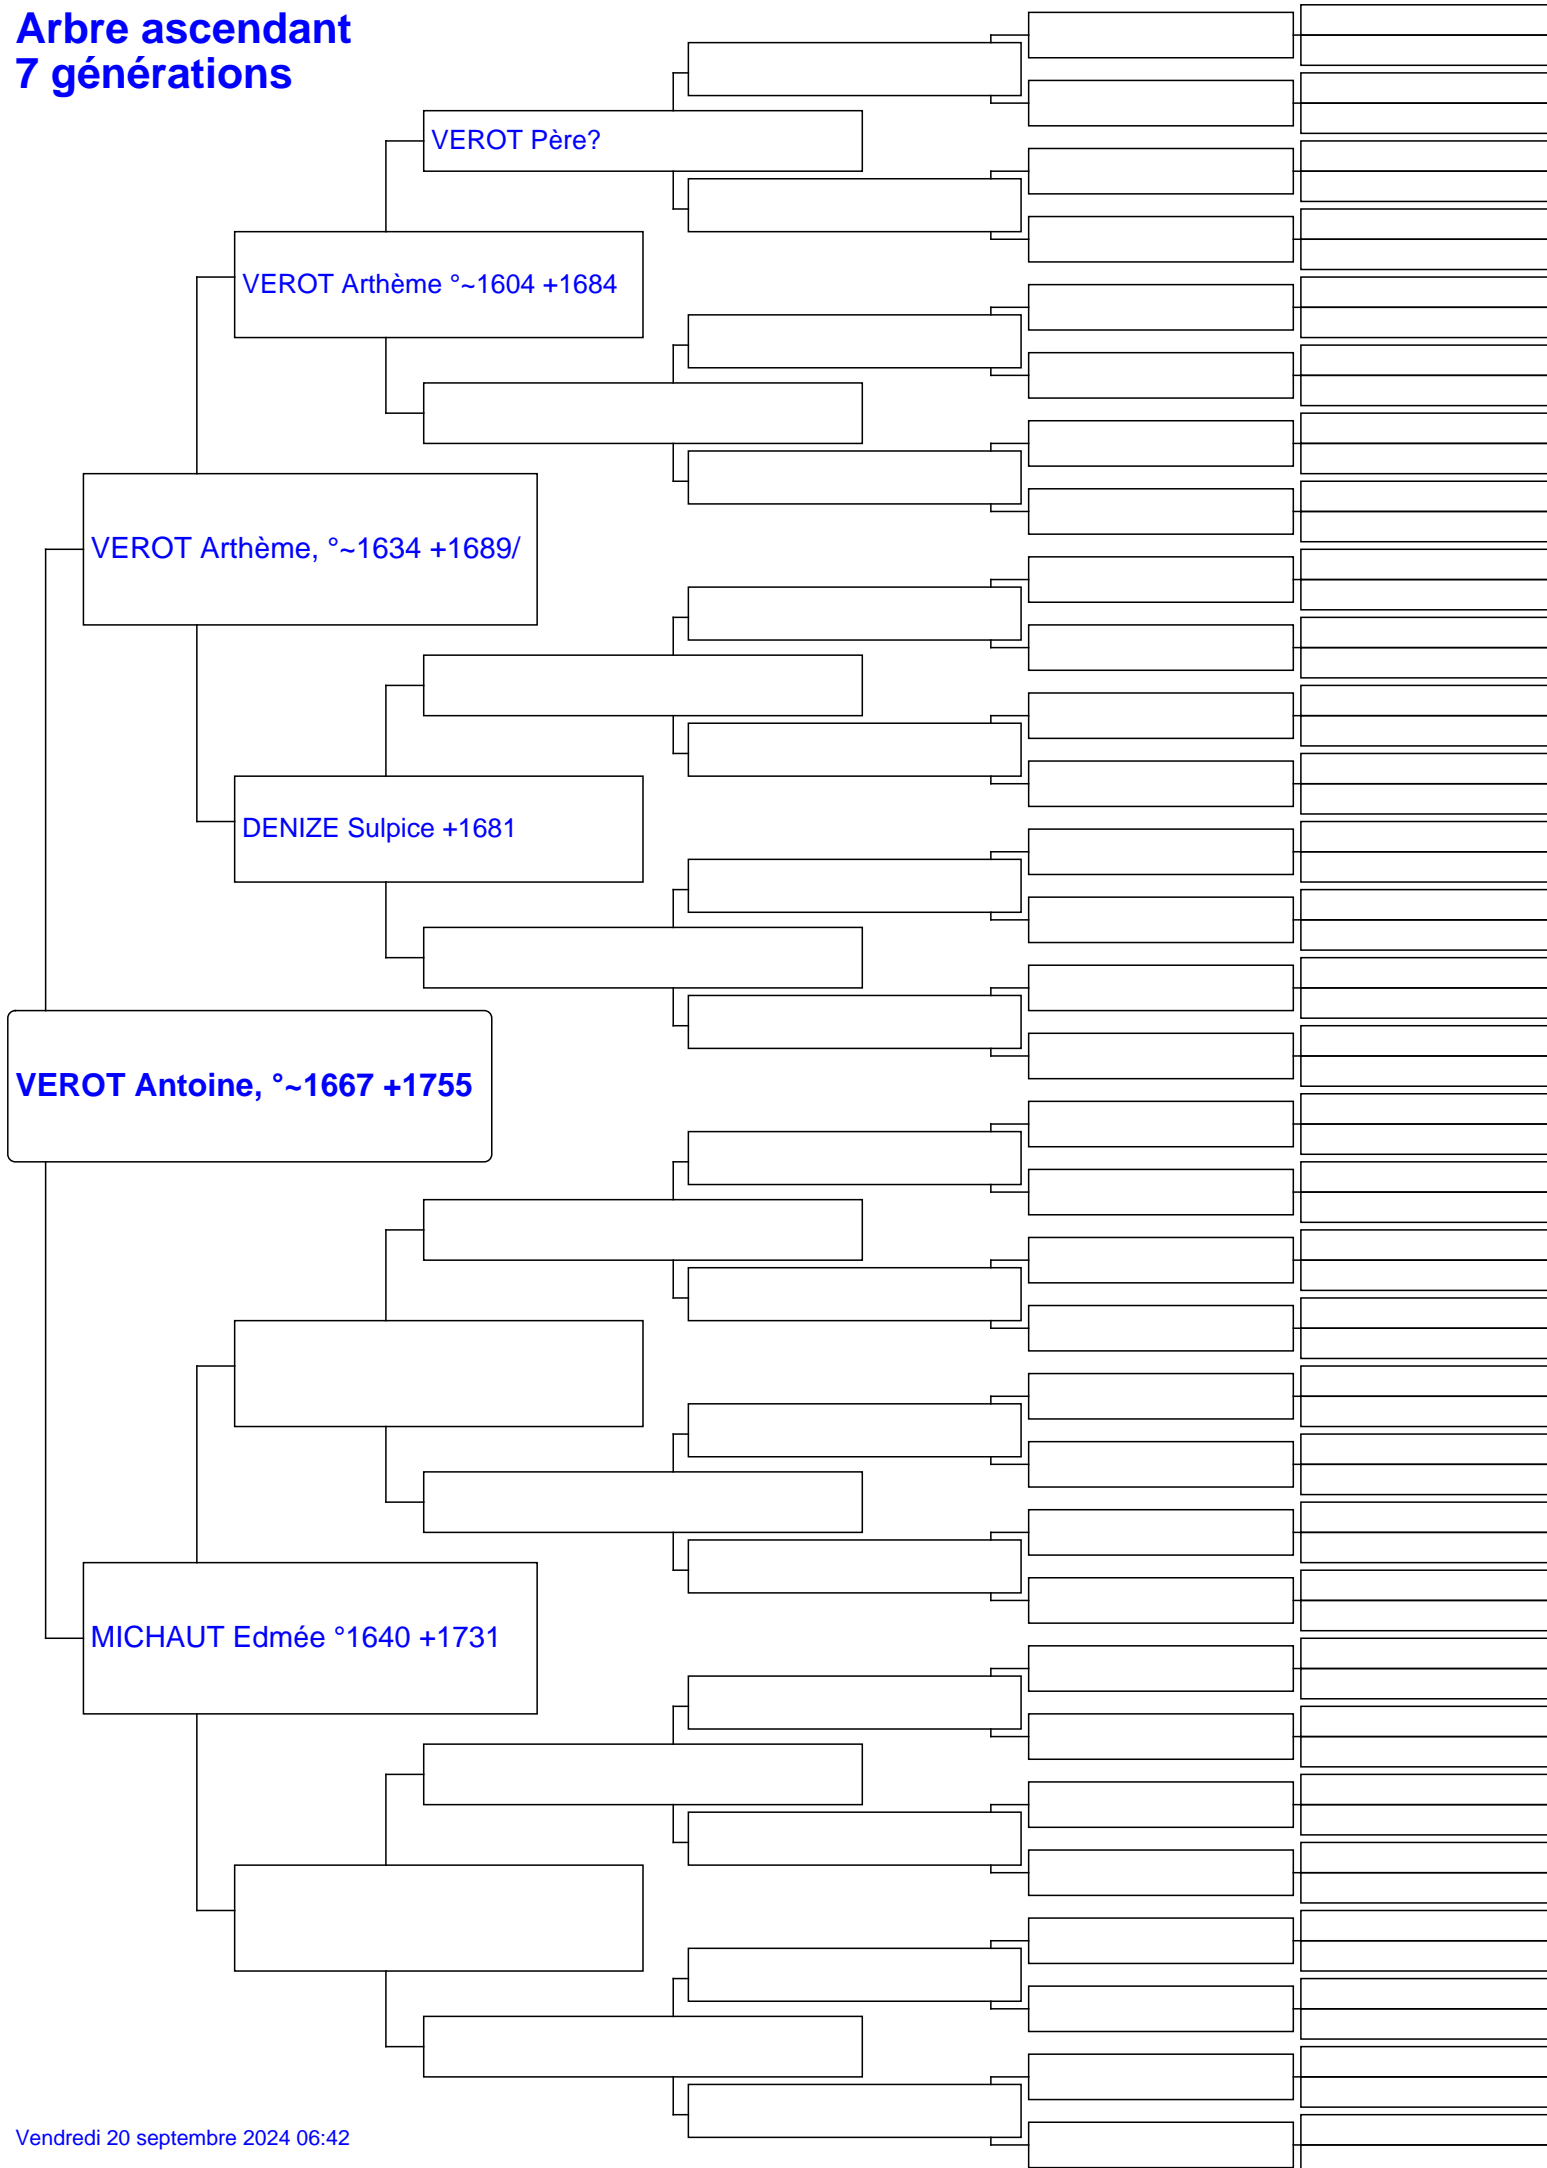 Arbre ascendant
7 générations
VEROT Père?
VEROT Arthème °~1604 +1684
VEROT Arthème, °~1634 +1689/
DENIZE Sulpice +1681
VEROT Antoine, °~1667 +1755
MICHAUT Edmée °1640 +1731
Vendredi 20 septembre 2024 06:42